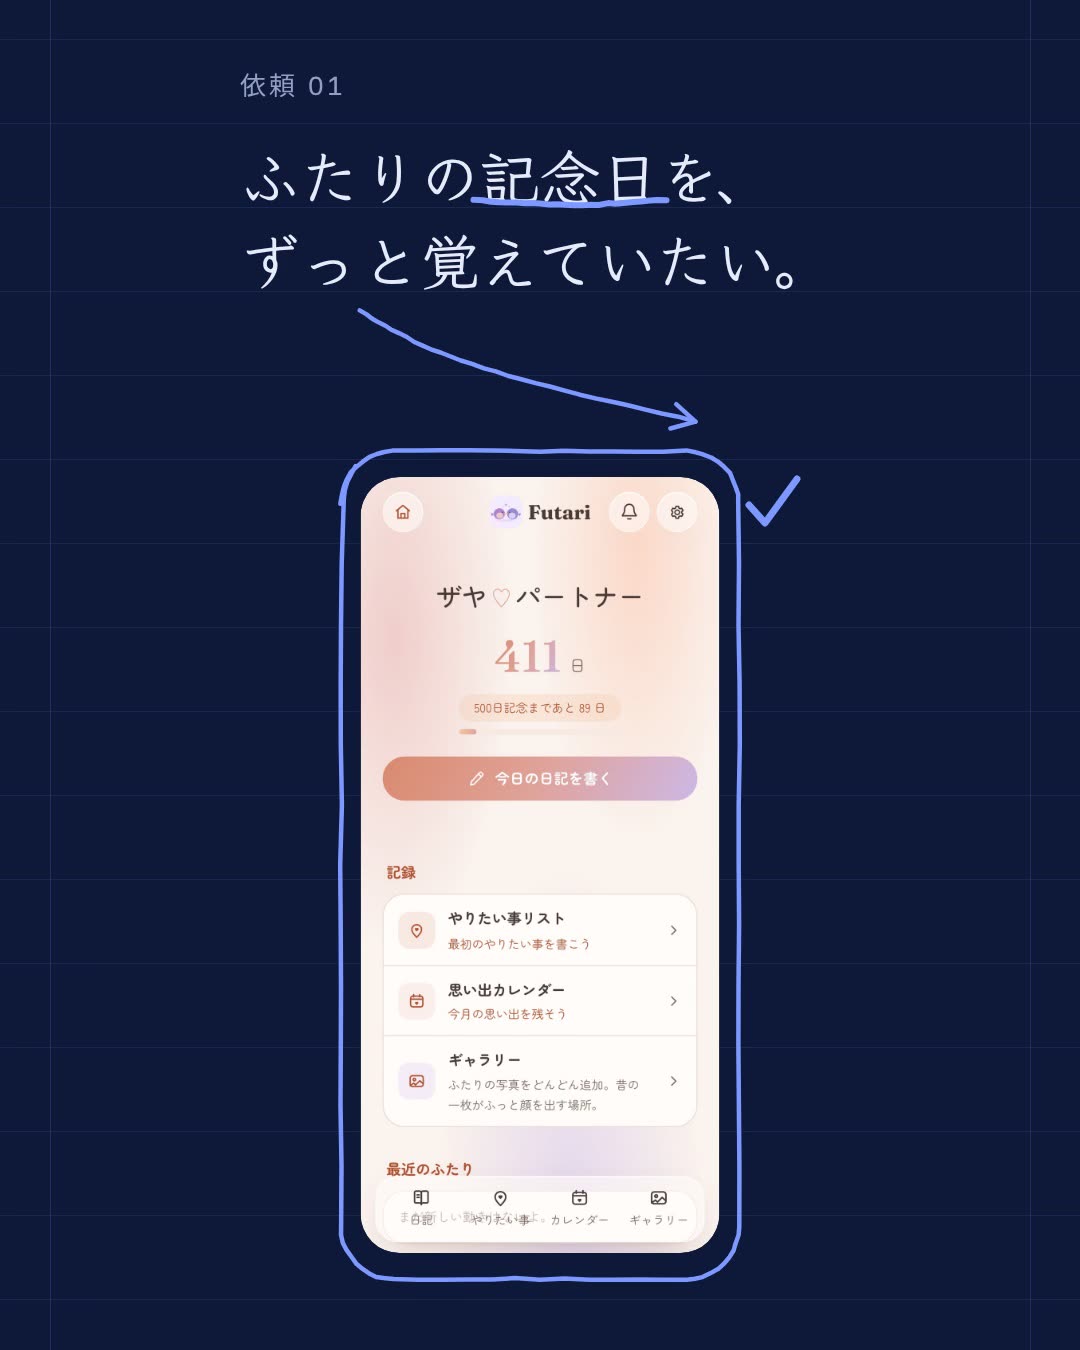 依頼 01
ふたりの記念日を、
ずっと覚えていたい。
Futari
ザヤ♡パートナー
411 日
500日記念まであと 89 日
今日の日記を書く
記録
やりたい事リスト
最初のやりたい事を書こう
思い出カレンダー
今月の思い出を残そう
ギャラリー
ふたりの写真をどんどん追加。昔の
一枚がふっと顔を出す場所。
最近のふたり
日記 やりたい事 カレンダー ギャラリー